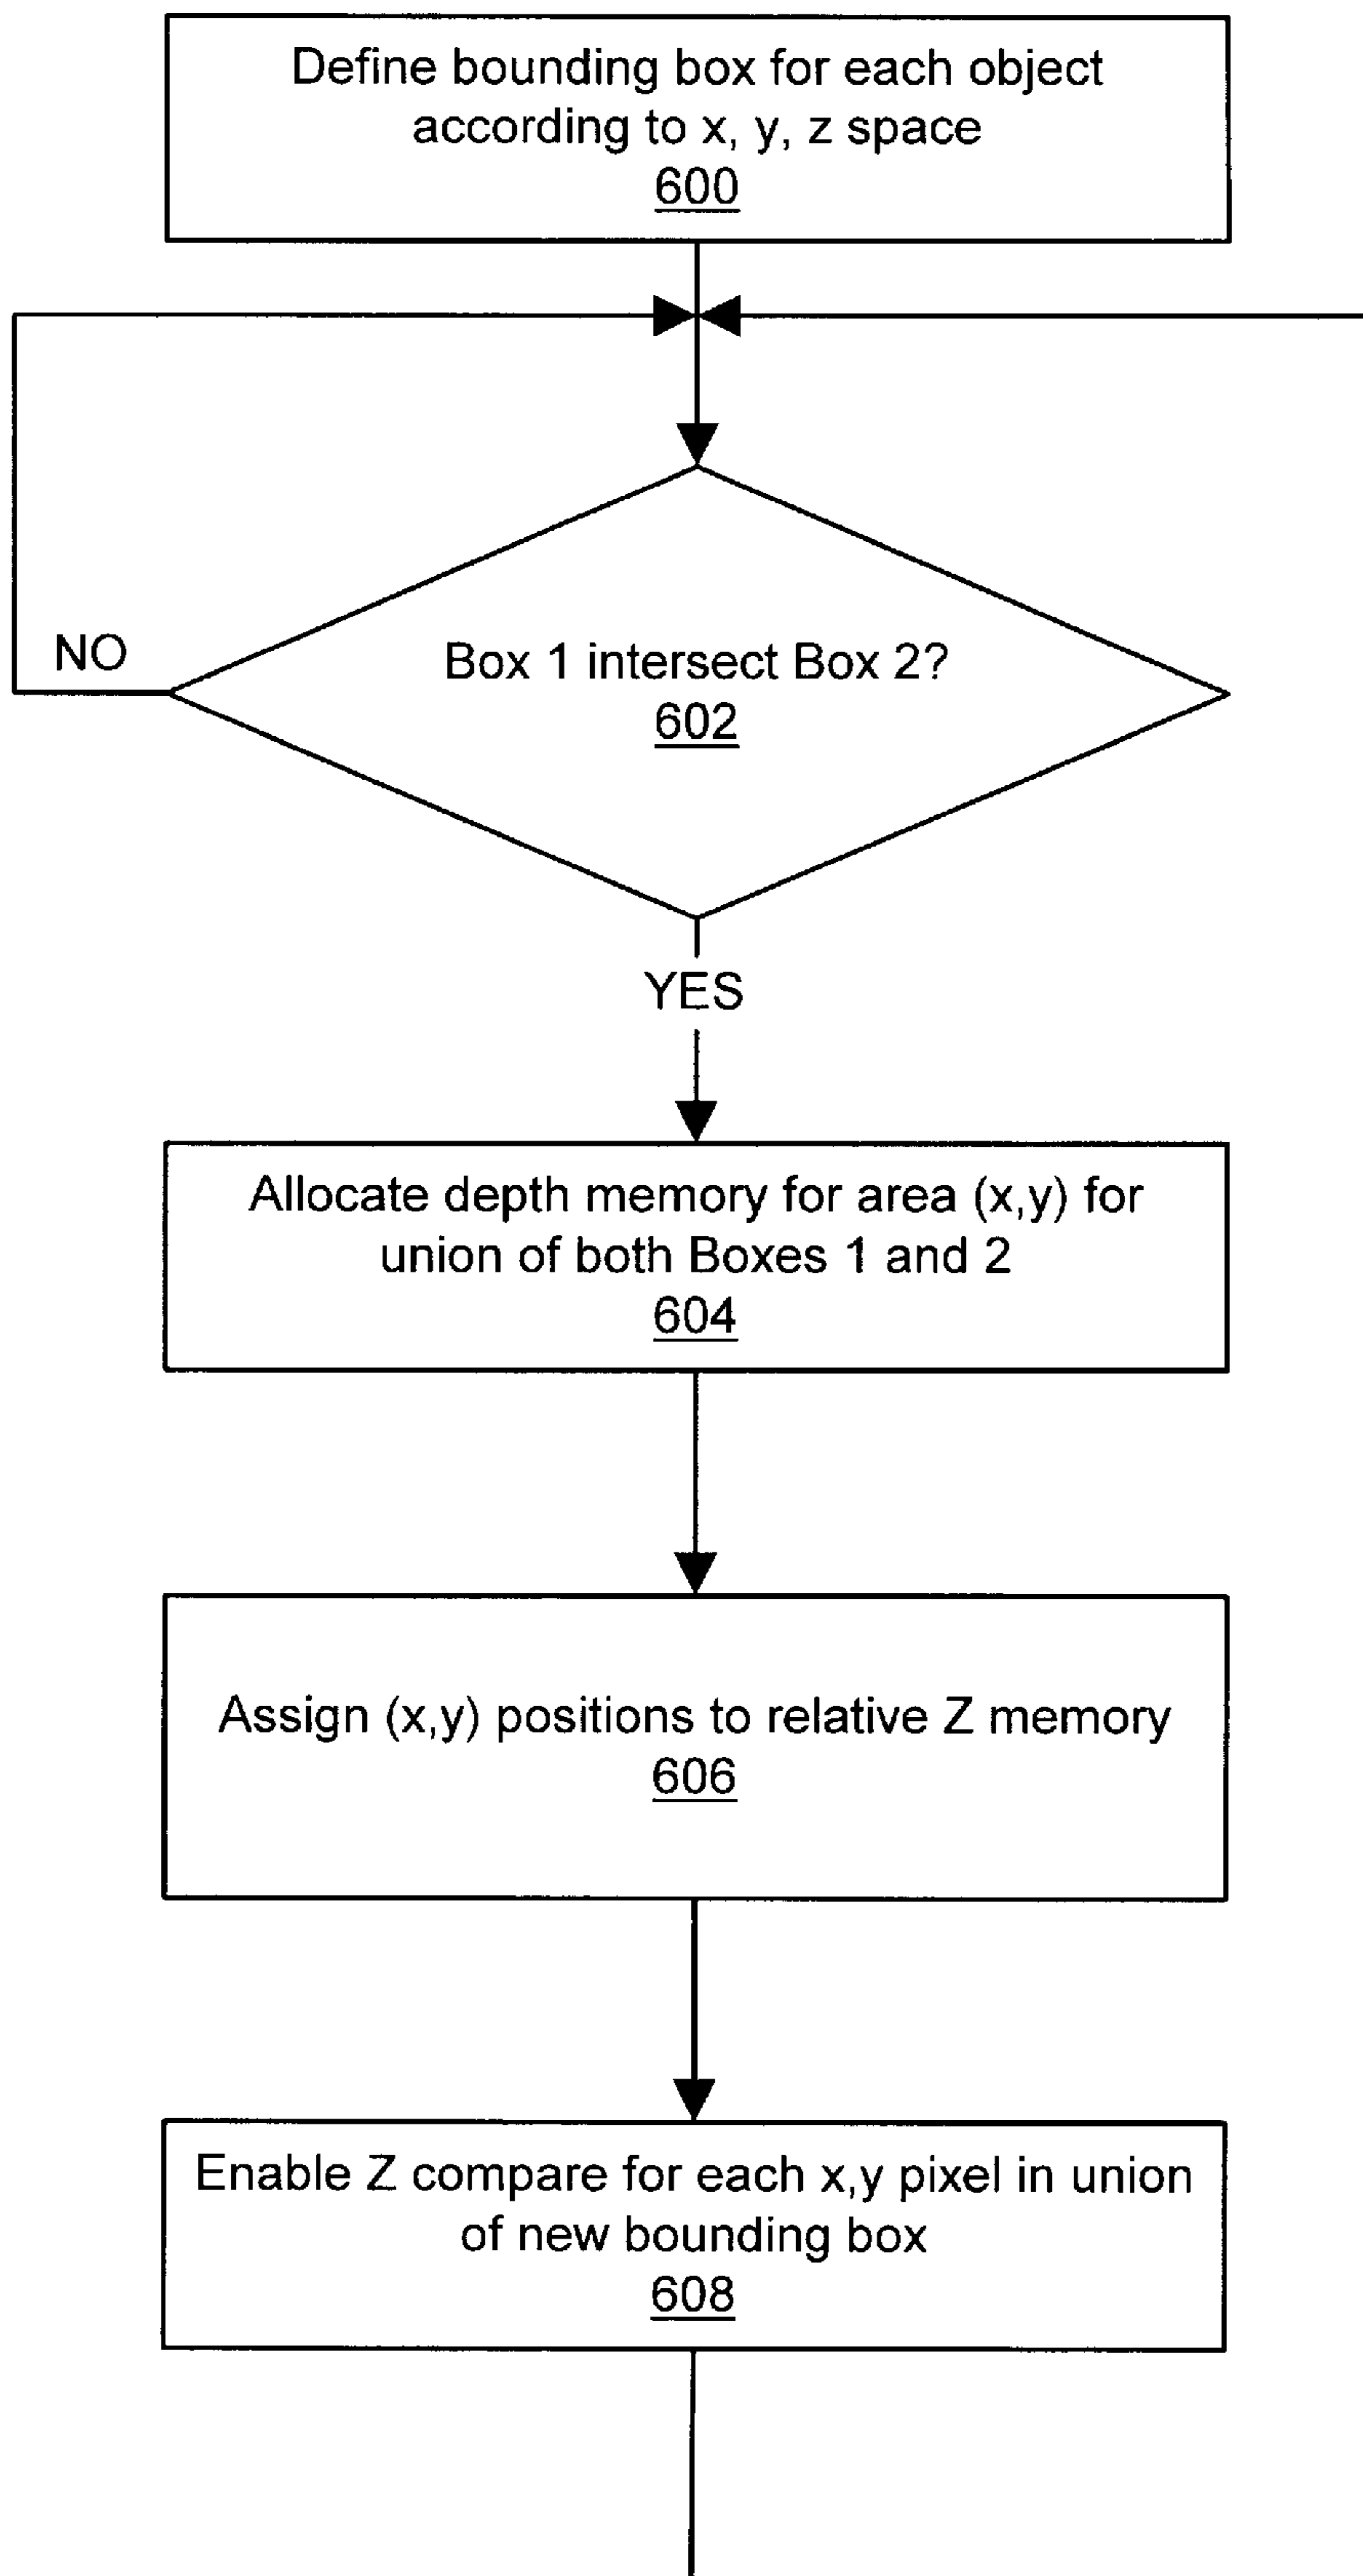 Define bounding box for each object
according to x, y, z space
600
NO
Box 1 intersect Box 2?
602
YES
Allocate depth memory for area (x,y) for
union of both Boxes 1 and 2
604
Assign (x,y) positions to relative Z memory
606
Enable Z compare for each x,y pixel in union
of new bounding box
608